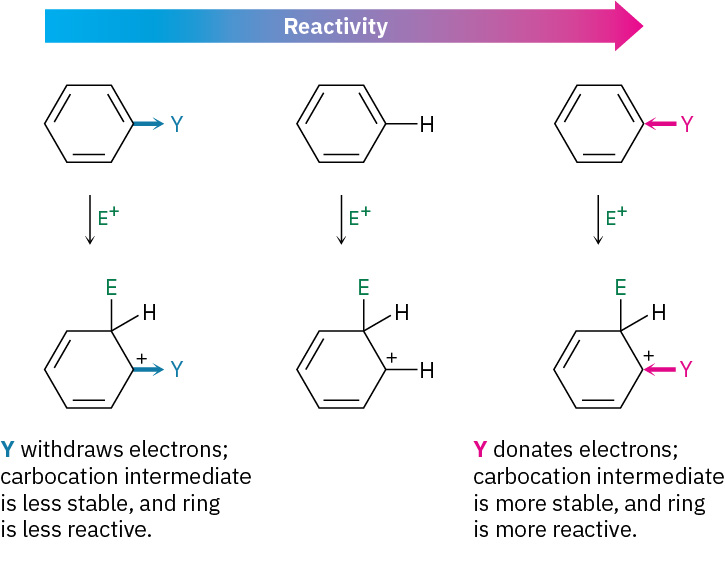 Reactivity
Y H Y
E+ E+ E+
E E E
H H H
+ + +
Y H Y
Y withdraws electrons;
carbocation intermediate
is less stable, and ring
is less reactive.
Y donates electrons;
carbocation intermediate
is more stable, and ring
is more reactive.